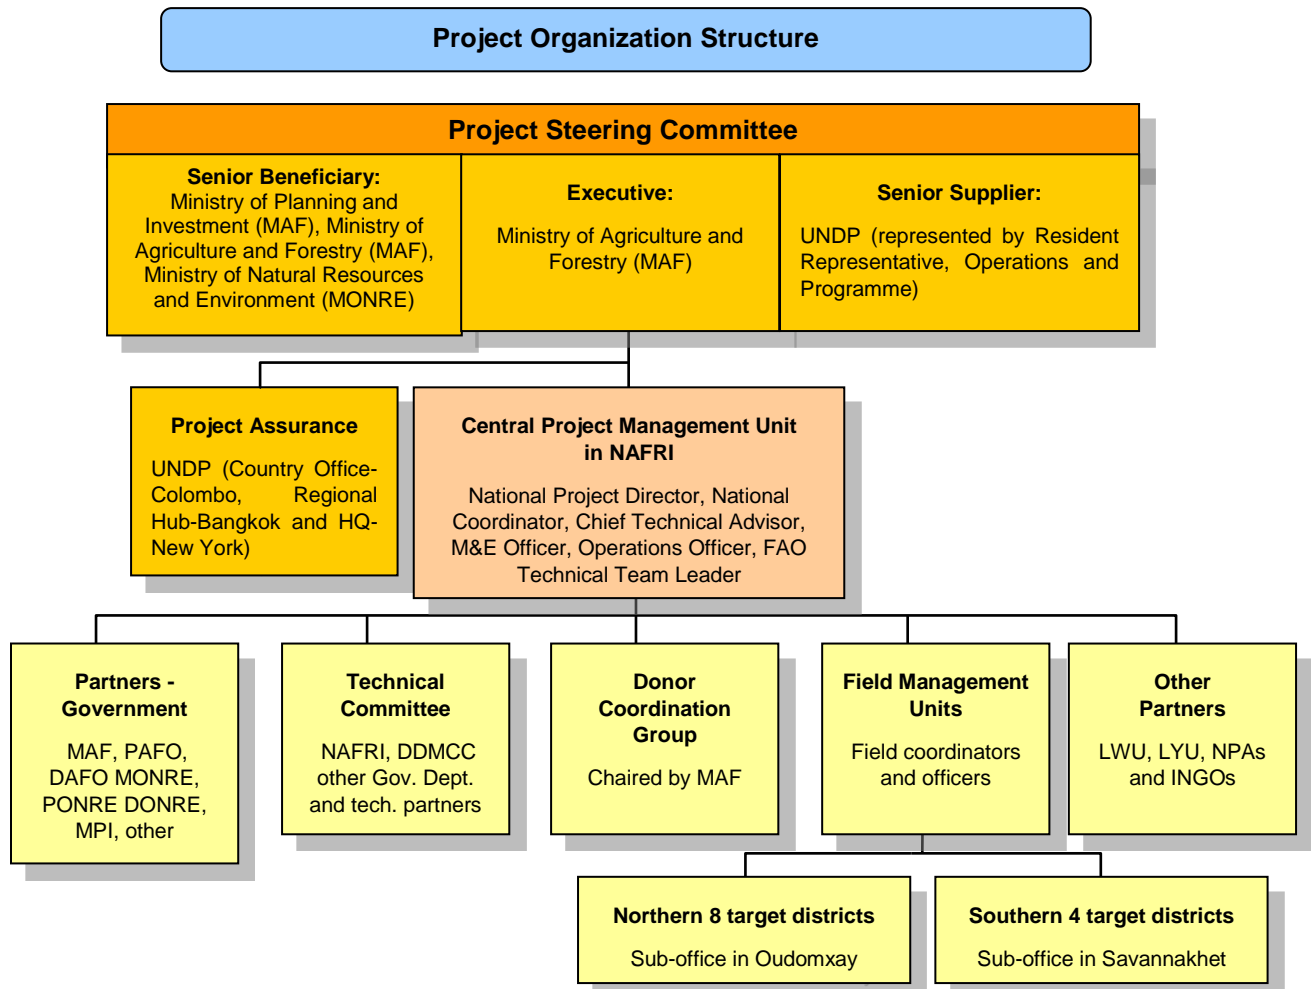 Project Organization Structure
Project Steering Committee
Senior Beneficiary:
Ministry of Planning and
Investment (MAF), Ministry of
Agriculture and Forestry (MAF),
Ministry of Natural Resources
and Environment (MONRE)
Executive:
Ministry of Agriculture and
Forestry (MAF)
Senior Supplier:
UNDP (represented by Resident
Representative, Operations and
Programme)
Project Assurance
UNDP (Country Office-
Colombo, Regional
Hub-Bangkok and HQ-
New York)
Central Project Management Unit
in NAFRI
National Project Director, National
Coordinator, Chief Technical Advisor,
M&E Officer, Operations Officer, FAO
Technical Team Leader
Partners -
Government
MAF, PAFO,
DAFO MONRE,
PONRE DONRE,
MPI, other
Technical
Committee
NAFRI, DDMCC
other Gov. Dept.
and tech. partners
Donor
Coordination
Group
Chaired by MAF
Field Management
Units
Field coordinators
and officers
Other
Partners
LWU, LYU, NPAs
and INGOs
Northern 8 target districts
Sub-office in Oudomxay
Southern 4 target districts
Sub-office in Savannakhet